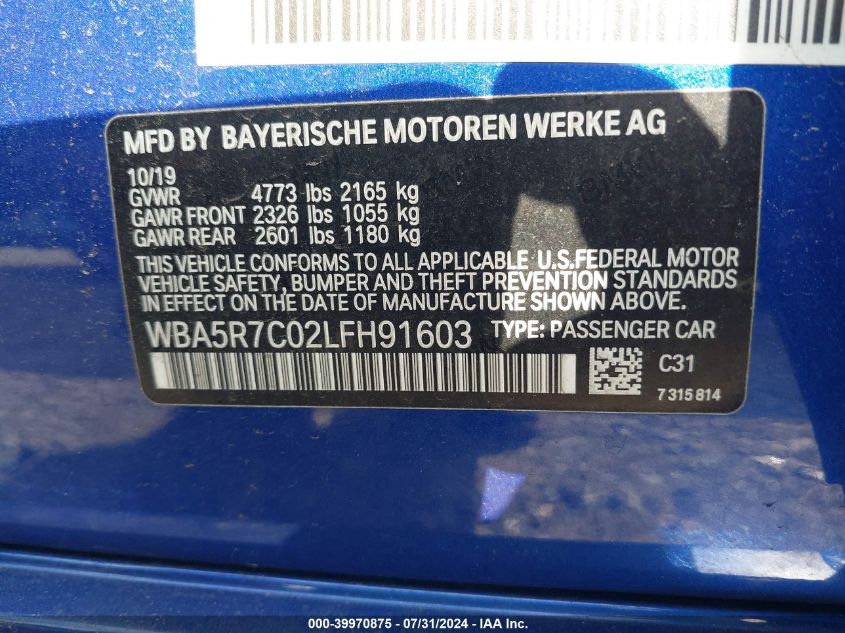 MFD BY BAYERISCHE MOTOREN WERKE AG
10/19
GVWR 4773 lbs 2165 kg
GAWR FRONT 2326 lbs 1055 kg
GAWR REAR 2601 lbs 1180 kg
THIS VEHICLE CONFORMS TO ALL APPLICABLE U.S.FEDERAL MOTOR
VEHICLE SAFETY, BUMPER AND THEFT PREVENTION STANDARDS
IN EFFECT ON THE DATE OF MANUFACTURE SHOWN ABOVE.
WBA5R7C02LFH91603 TYPE: PASSENGER CAR
C31
7 315 814
000-39970875 - 07/31/2024 - IAA Inc.